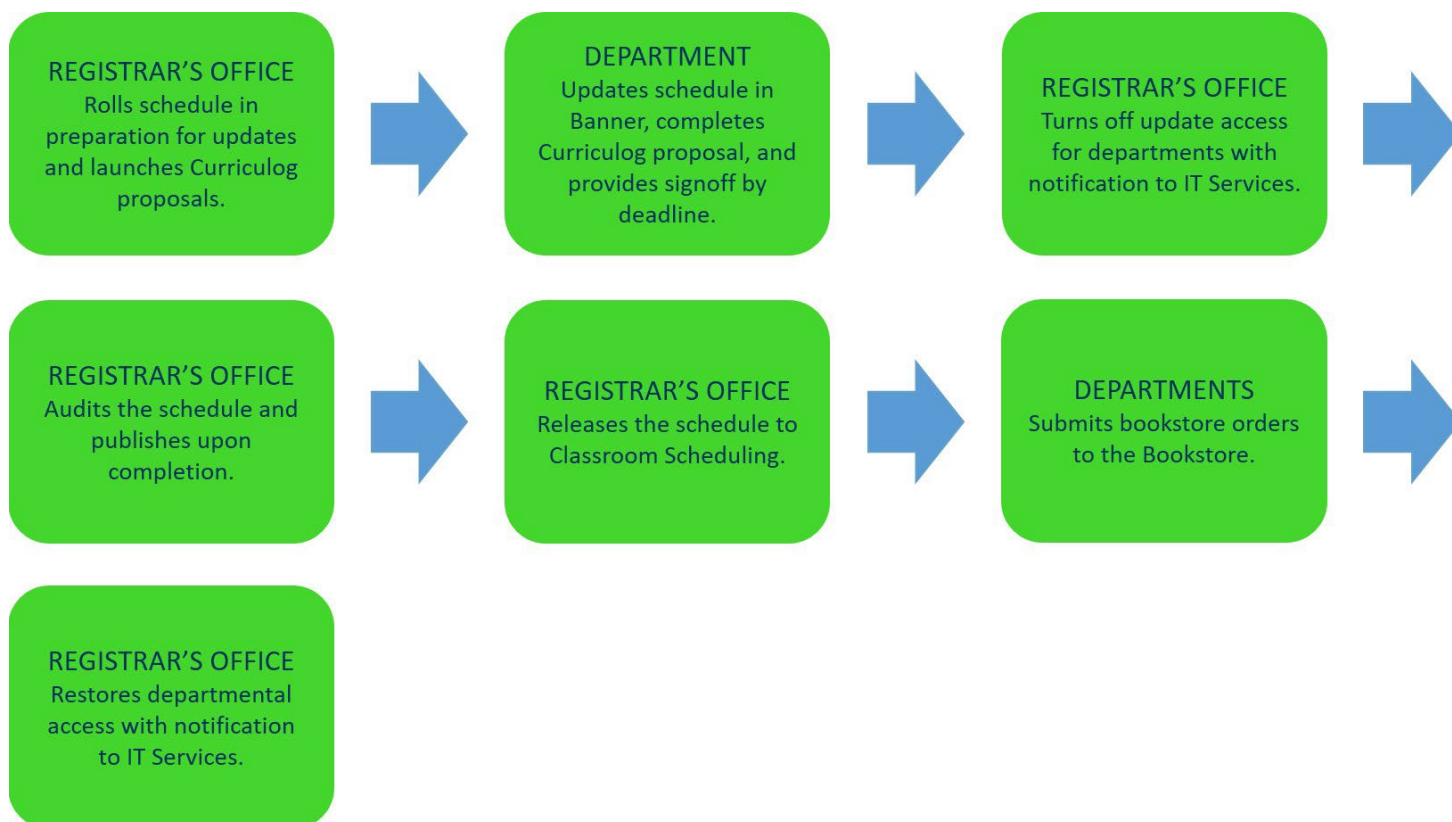 REGISTRAR’S OFFICE
Rolls schedule in
preparation for updates
and launches Curriculog
proposals.
DEPARTMENT
Updates schedule in
Banner, completes
Curriculog proposal, and
provides signoff by
deadline.
REGISTRAR’S OFFICE
Turns off update access
for departments with
notification to IT Services.
REGISTRAR’S OFFICE
Audits the schedule and
publishes upon
completion.
REGISTRAR’S OFFICE
Releases the schedule to
Classroom Scheduling.
DEPARTMENTS
Submits bookstore orders
to the Bookstore.
REGISTRAR’S OFFICE
Restores departmental
access with notification
to IT Services.